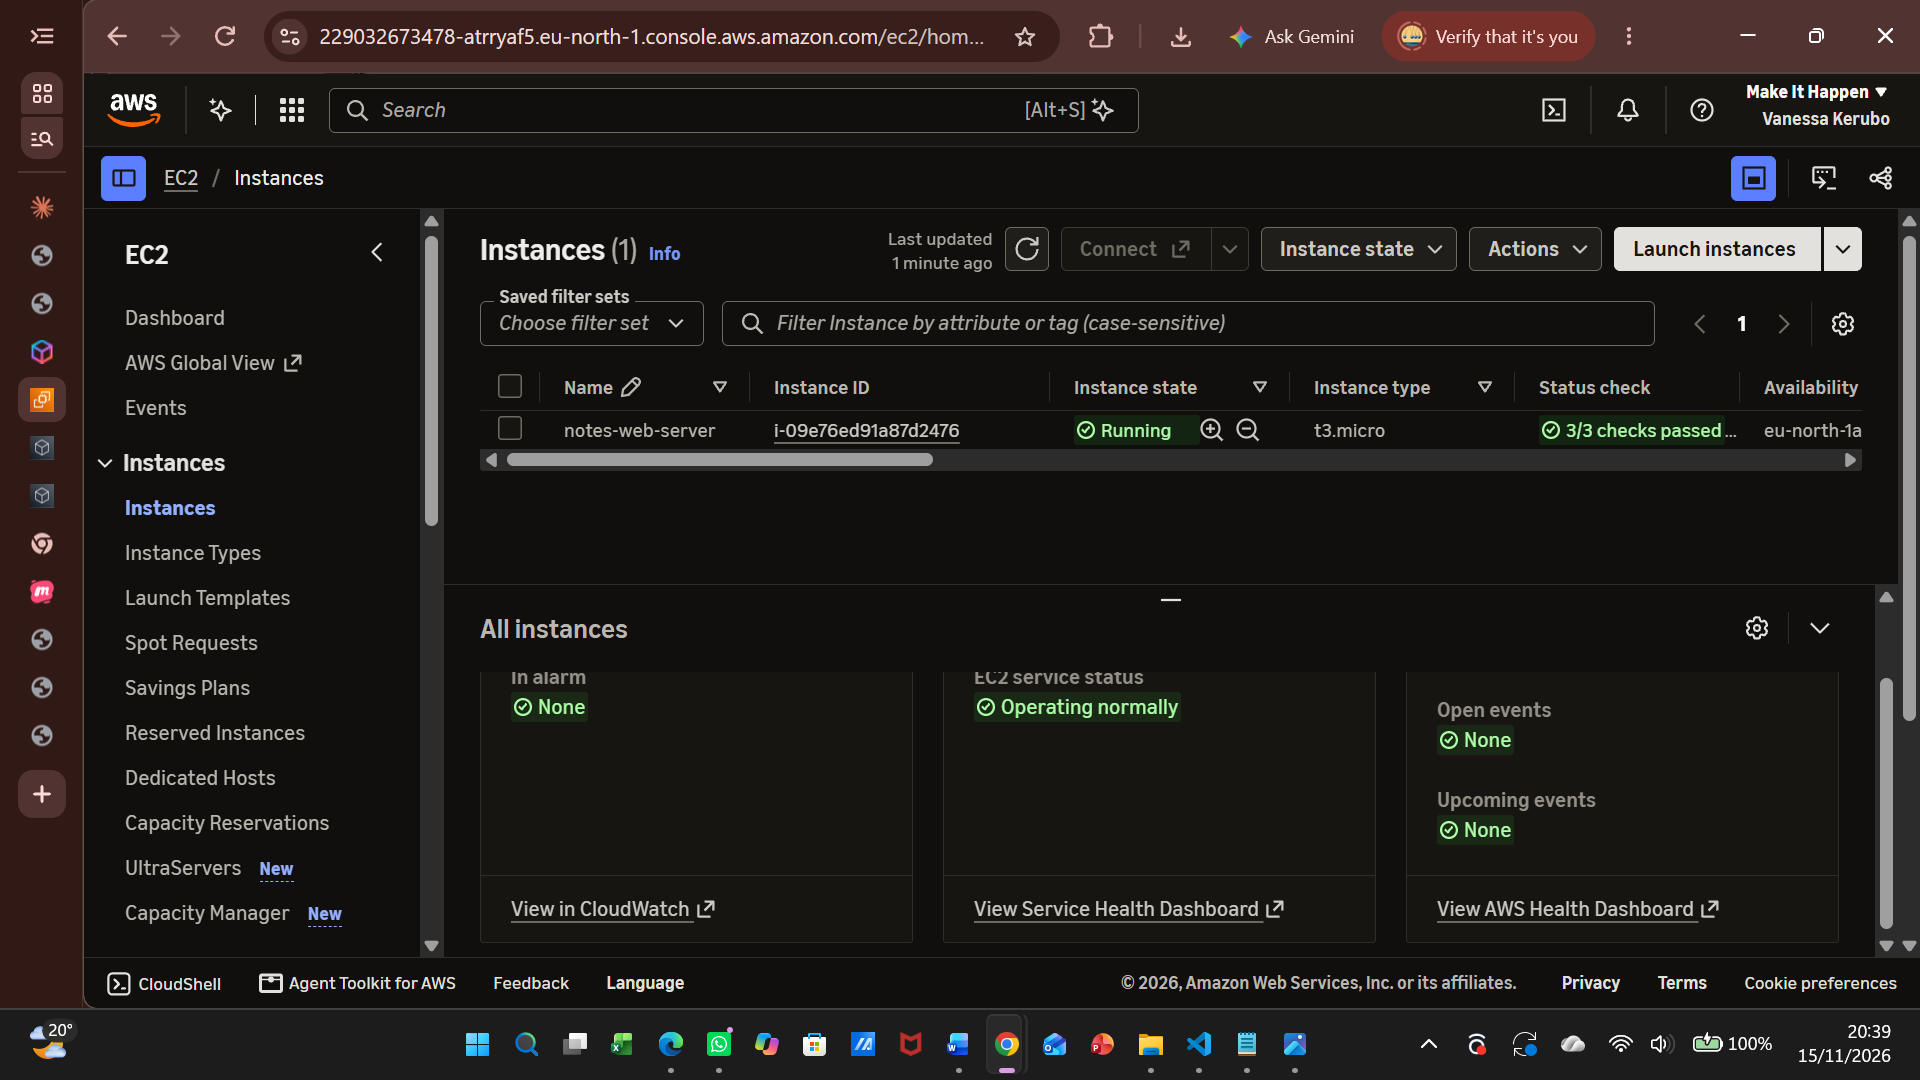 229032673478-atrryaf5.eu-north-1.console.aws.amazon.com/ec2/hom...
Ask Gemini
Verify that it's you
aws
Search
[Alt+S]
Make It Happen
Vanessa Kerubo
EC2 / Instances
EC2
Dashboard
AWS Global View
Events
Instances
Instances
Instance Types
Launch Templates
Spot Requests
Savings Plans
Reserved Instances
Dedicated Hosts
Capacity Reservations
UltraServers New
Capacity Manager New
Instances (1) Info
Last updated
1 minute ago
Connect
Instance state
Actions
Launch instances
Saved filter sets
Choose filter set
Filter Instance by attribute or tag (case-sensitive)
1
Name Instance ID Instance state Instance type Status check Availability
notes-web-server i-09e76ed91a87d2476 Running t3.micro 3/3 checks passed ... eu-north-1a
All instances
In alarm
None
View in CloudWatch
EC2 service status
Operating normally
View Service Health Dashboard
Open events
None
Upcoming events
None
View AWS Health Dashboard
CloudShell
Agent Toolkit for AWS
Feedback
Language
© 2026, Amazon Web Services, Inc. or its affiliates.
Privacy
Terms
Cookie preferences
20°
100%
20:39
15/11/2026